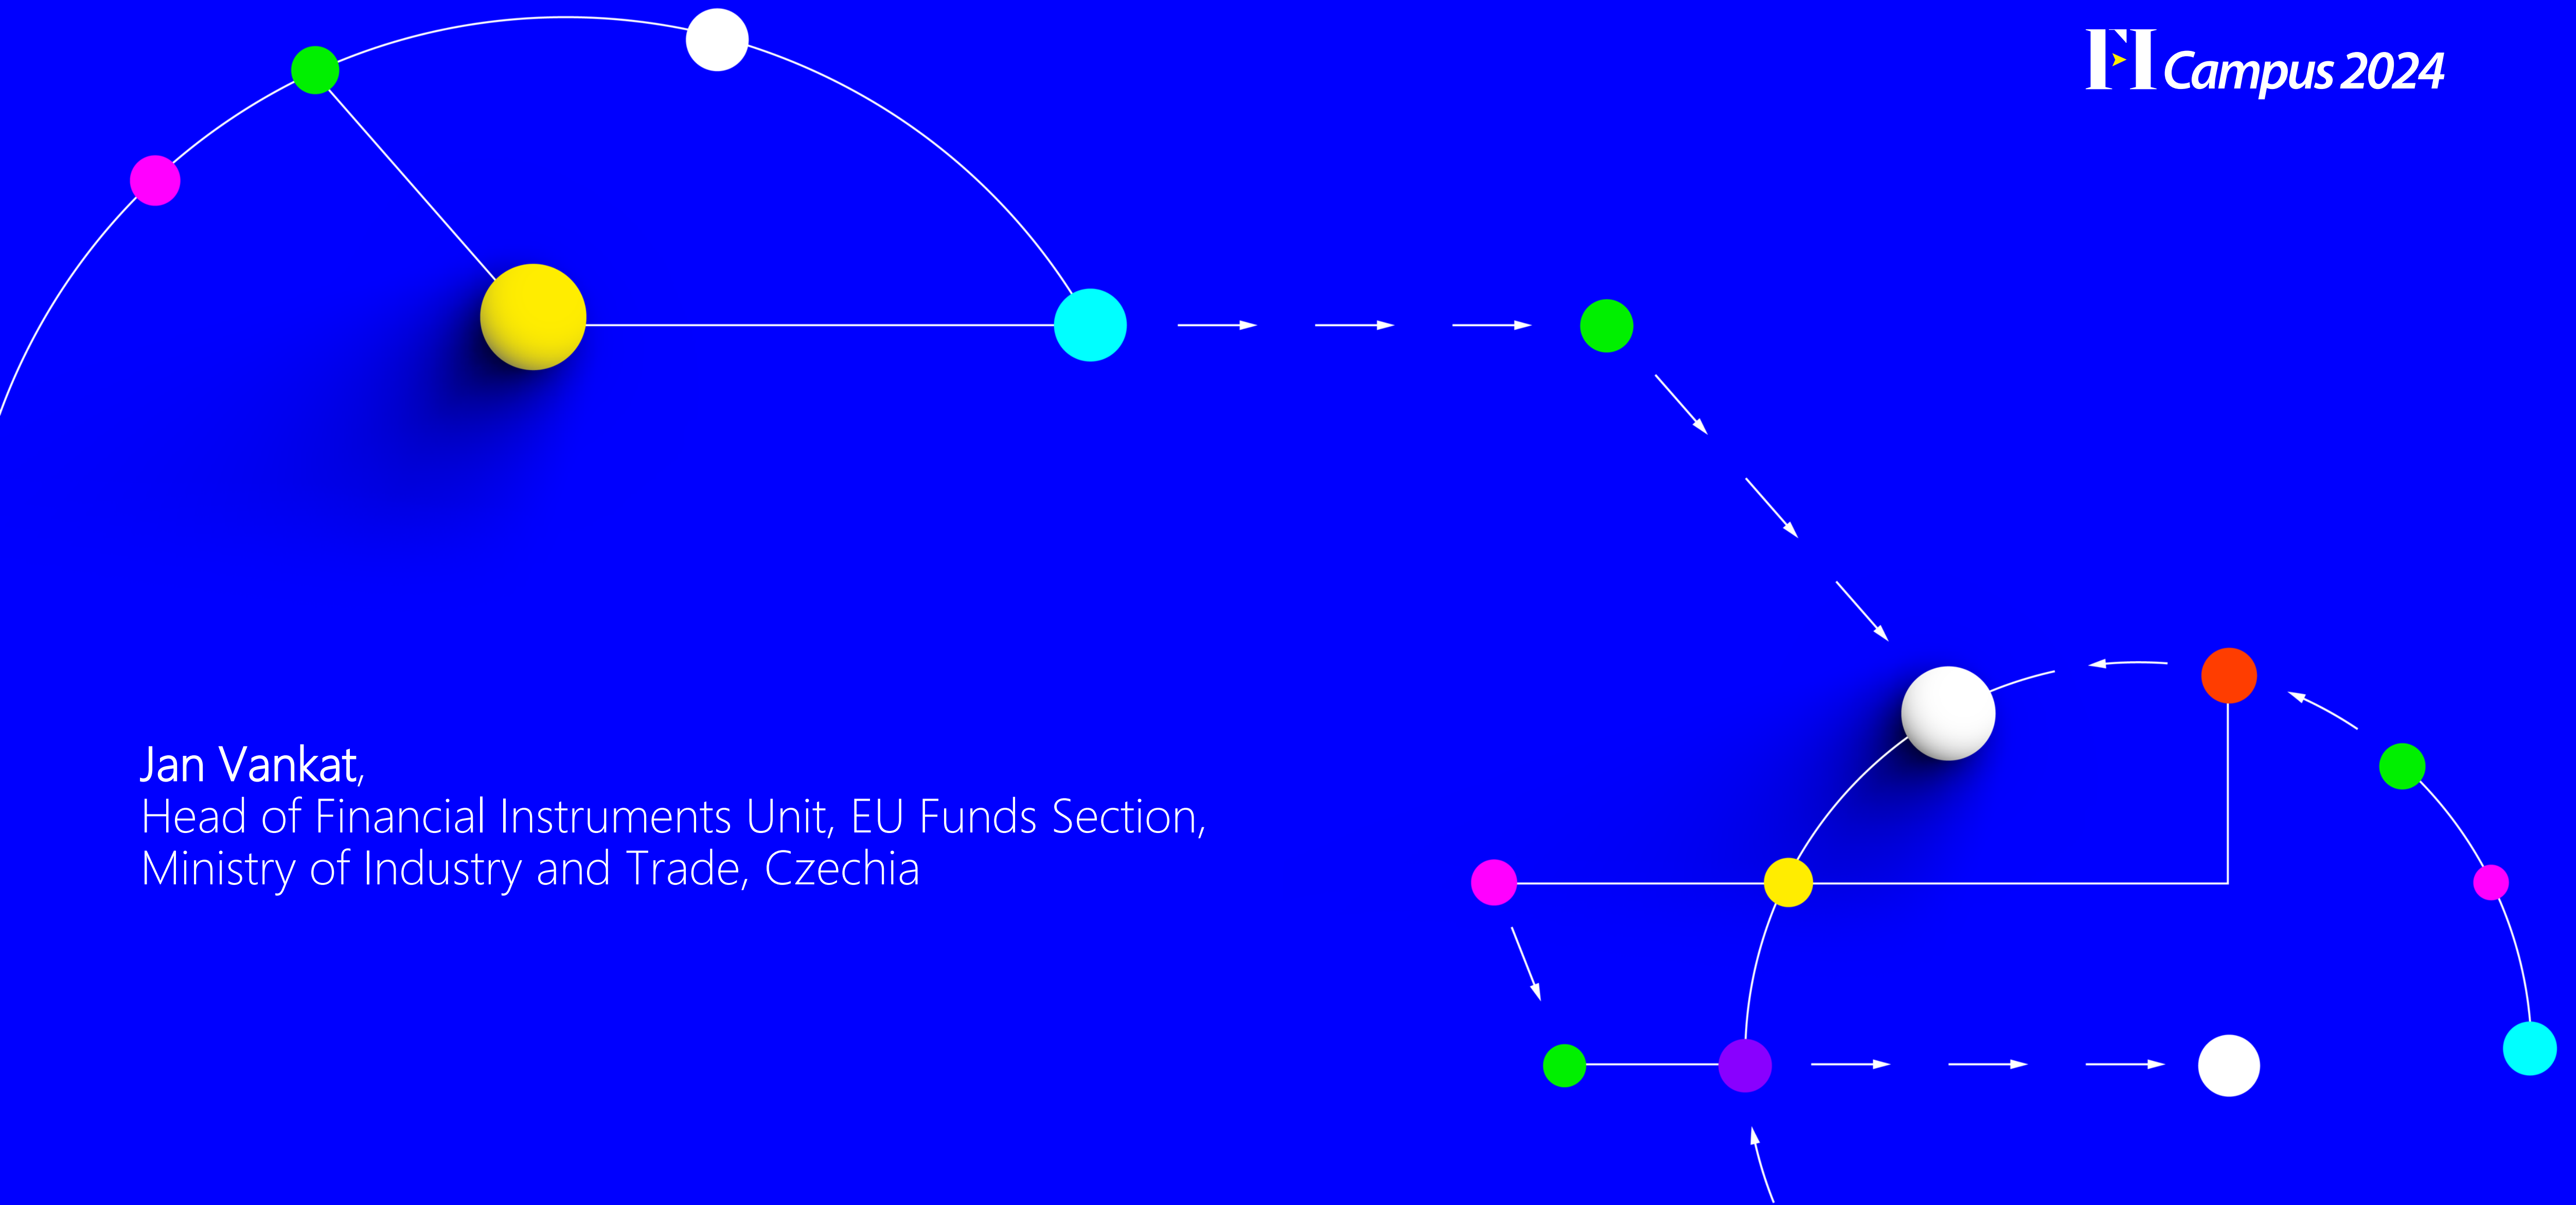 FI Campus 2024
Jan Vankat,
Head of Financial Instruments Unit, EU Funds Section,
Ministry of Industry and Trade, Czechia